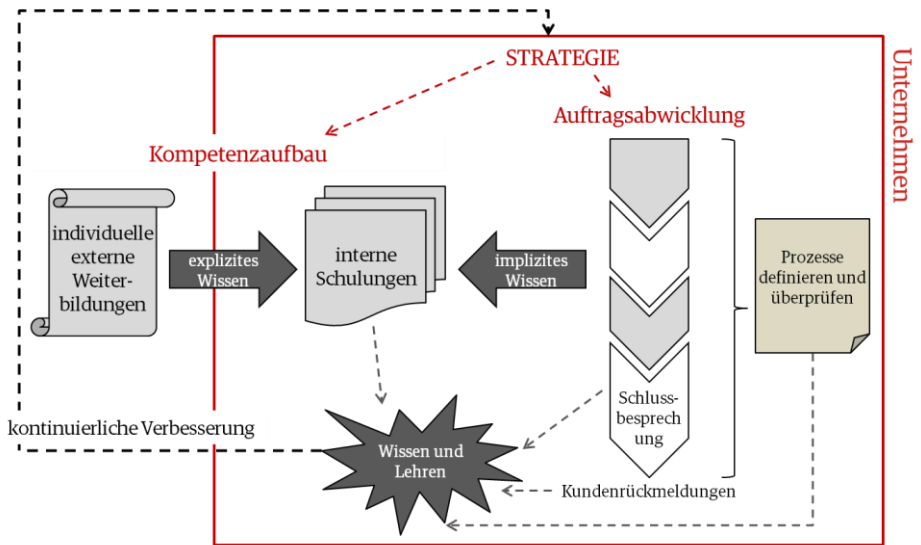 STRATEGIE
Unternehmen
Auftragsabwicklung
Kompetenzaufbau
individuelle
externe
Weiter-
bildungen
explizites
Wissen
interne
Schulungen
implizites
Wissen
Prozesse
definieren und
überprüfen
Schluss-
besprech
ung
kontinuierliche Verbesserung
Wissen und
Lehren
Kundenrückmeldungen